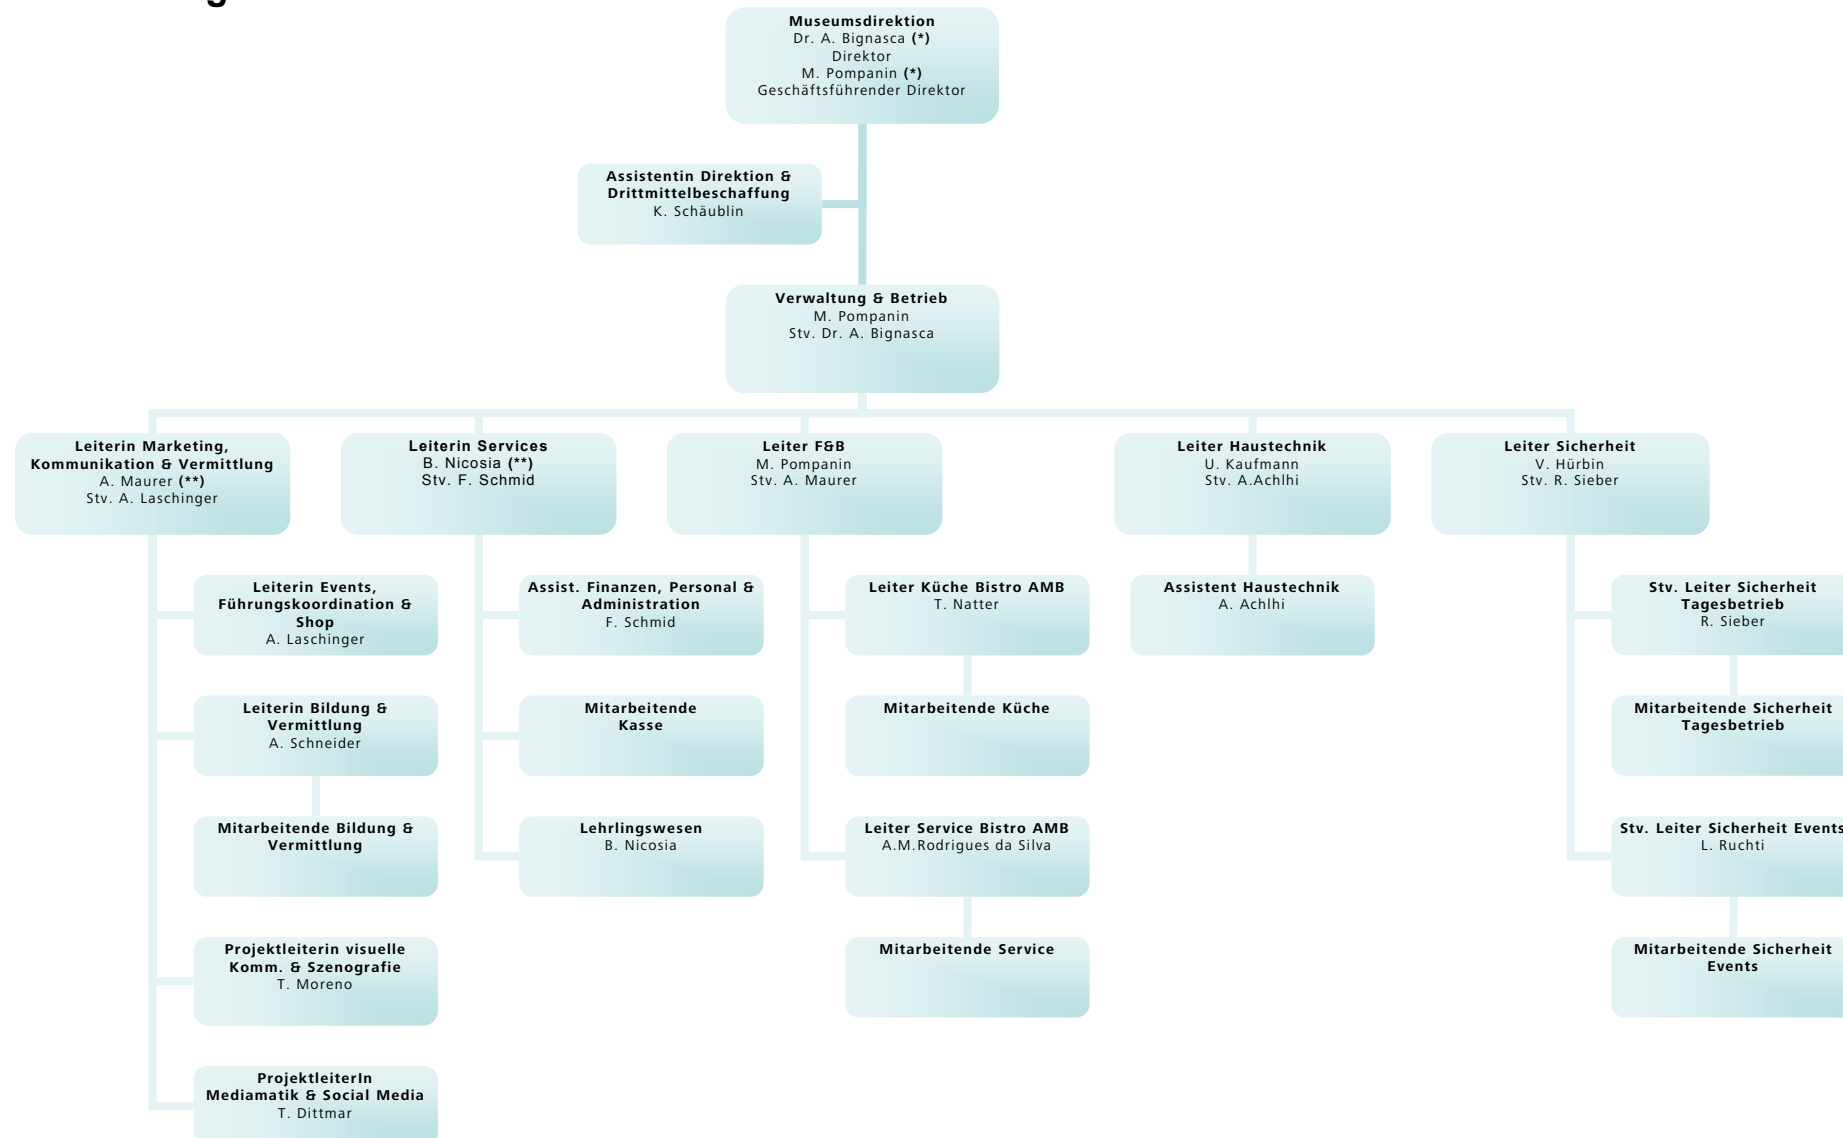 Museumsdirektion
Dr. A. Bignasca (*)
Direktor
M. Pompanin (*)
Geschäftsführender Direktor
Assistentin Direktion &
Drittmittelbeschaffung
K. Schäublin
Verwaltung & Betrieb
M. Pompanin
Stv. Dr. A. Bignasca
Leiterin Marketing,
Kommunikation & Vermittlung
A. Maurer (**)
Stv. A. Laschinger
Leiterin Services
B. Nicosia (**)
Stv. F. Schmid
Leiter F&B
M. Pompanin
Stv. A. Maurer
Leiter Haustechnik
U. Kaufmann
Stv. A.Achlhi
Leiter Sicherheit
V. Hürbin
Stv. R. Sieber
Leiterin Events,
Führungskoordination &
Shop
A. Laschinger
Assist. Finanzen, Personal &
Administration
F. Schmid
Leiter Küche Bistro AMB
T. Natter
Assistent Haustechnik
A. Achlhi
Stv. Leiter Sicherheit
Tagesbetrieb
R. Sieber
Leiterin Bildung &
Vermittlung
A. Schneider
Mitarbeitende
Kasse
Mitarbeitende Küche
Mitarbeitende Sicherheit
Tagesbetrieb
Mitarbeitende Bildung &
Vermittlung
Lehrlingswesen
B. Nicosia
Leiter Service Bistro AMB
A.M.Rodrigues da Silva
Stv. Leiter Sicherheit Events
L. Ruchti
Projektleiterin visuelle
Komm. & Szenografie
T. Moreno
Mitarbeitende Service
Mitarbeitende Sicherheit
Events
ProjektleiterIn
Mediamatik & Social Media
T. Dittmar